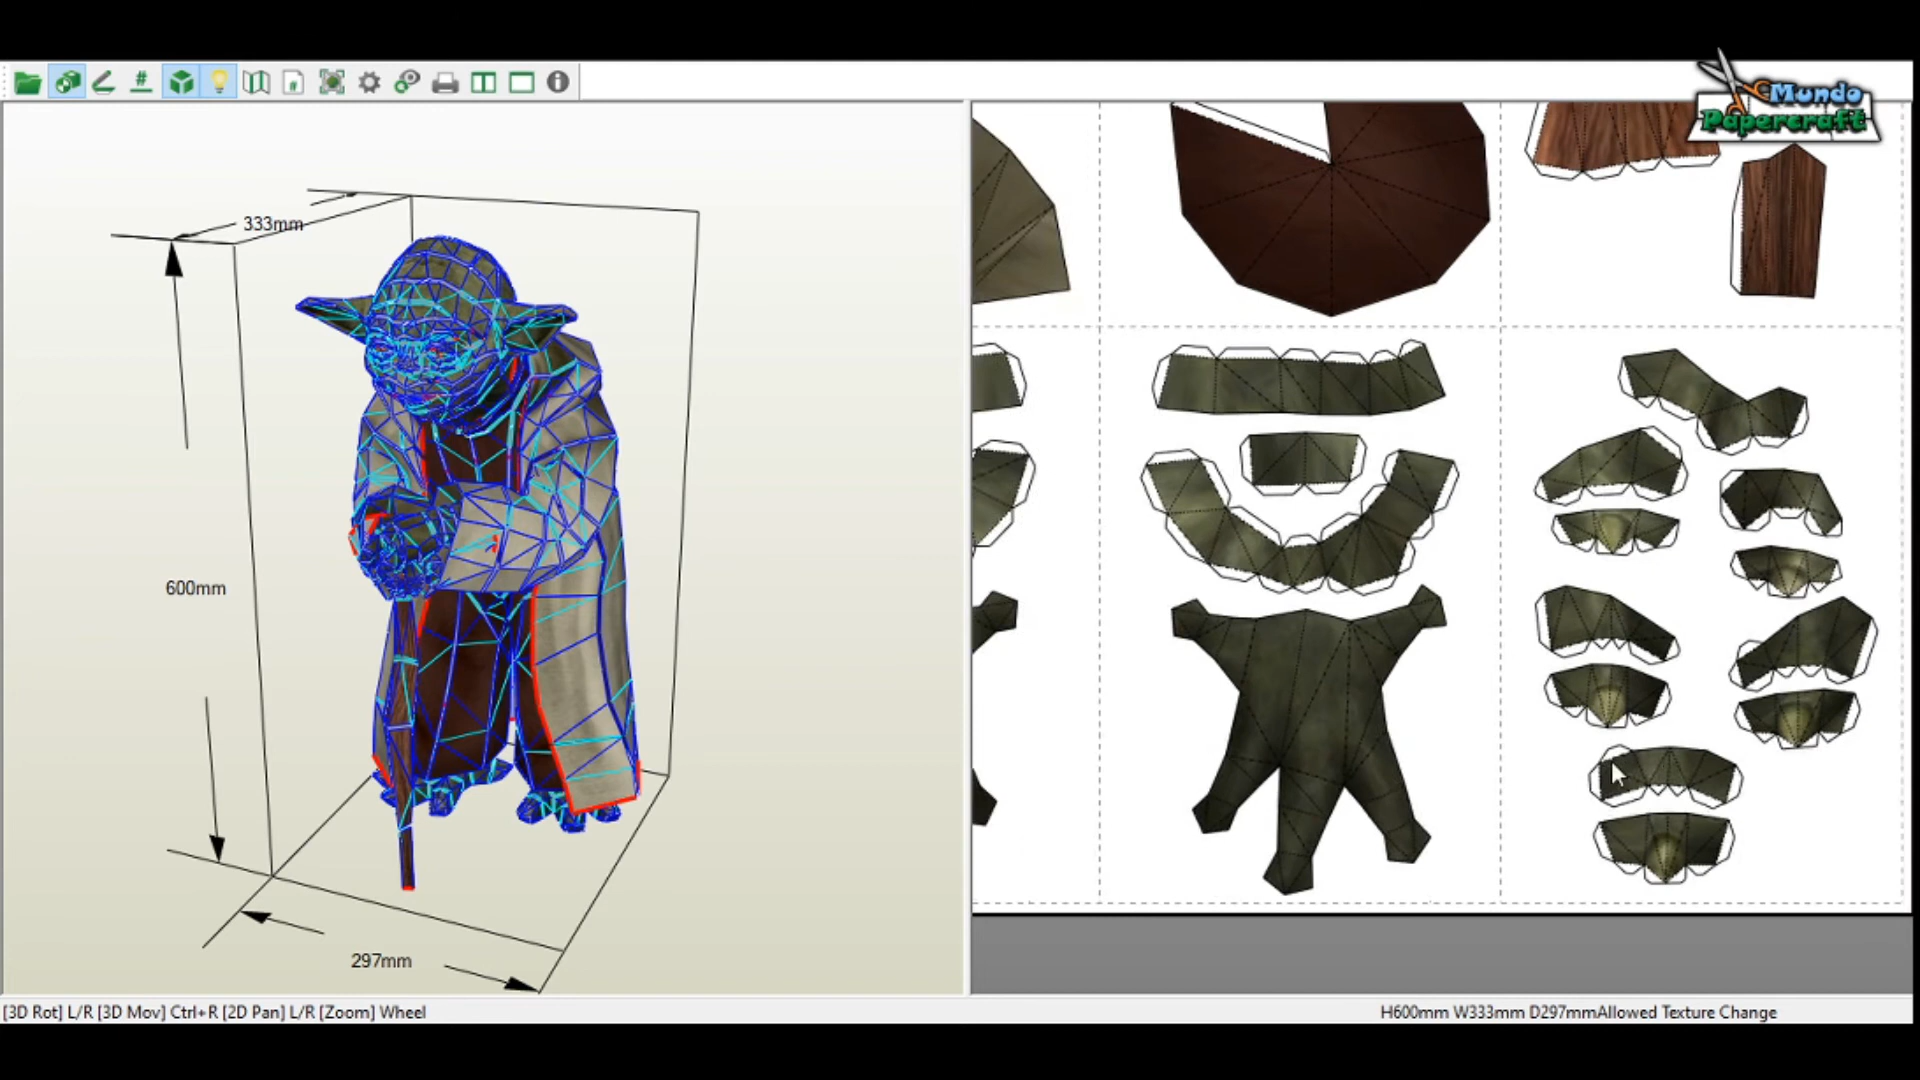 Mundo
Papercraft
333mm
600mm
297mm
[3D Rot] L/R [3D Mov] Ctrl+R [2D Pan] L/R [Zoom] Wheel
H600mm W333mm D297mmAllowed Texture Change